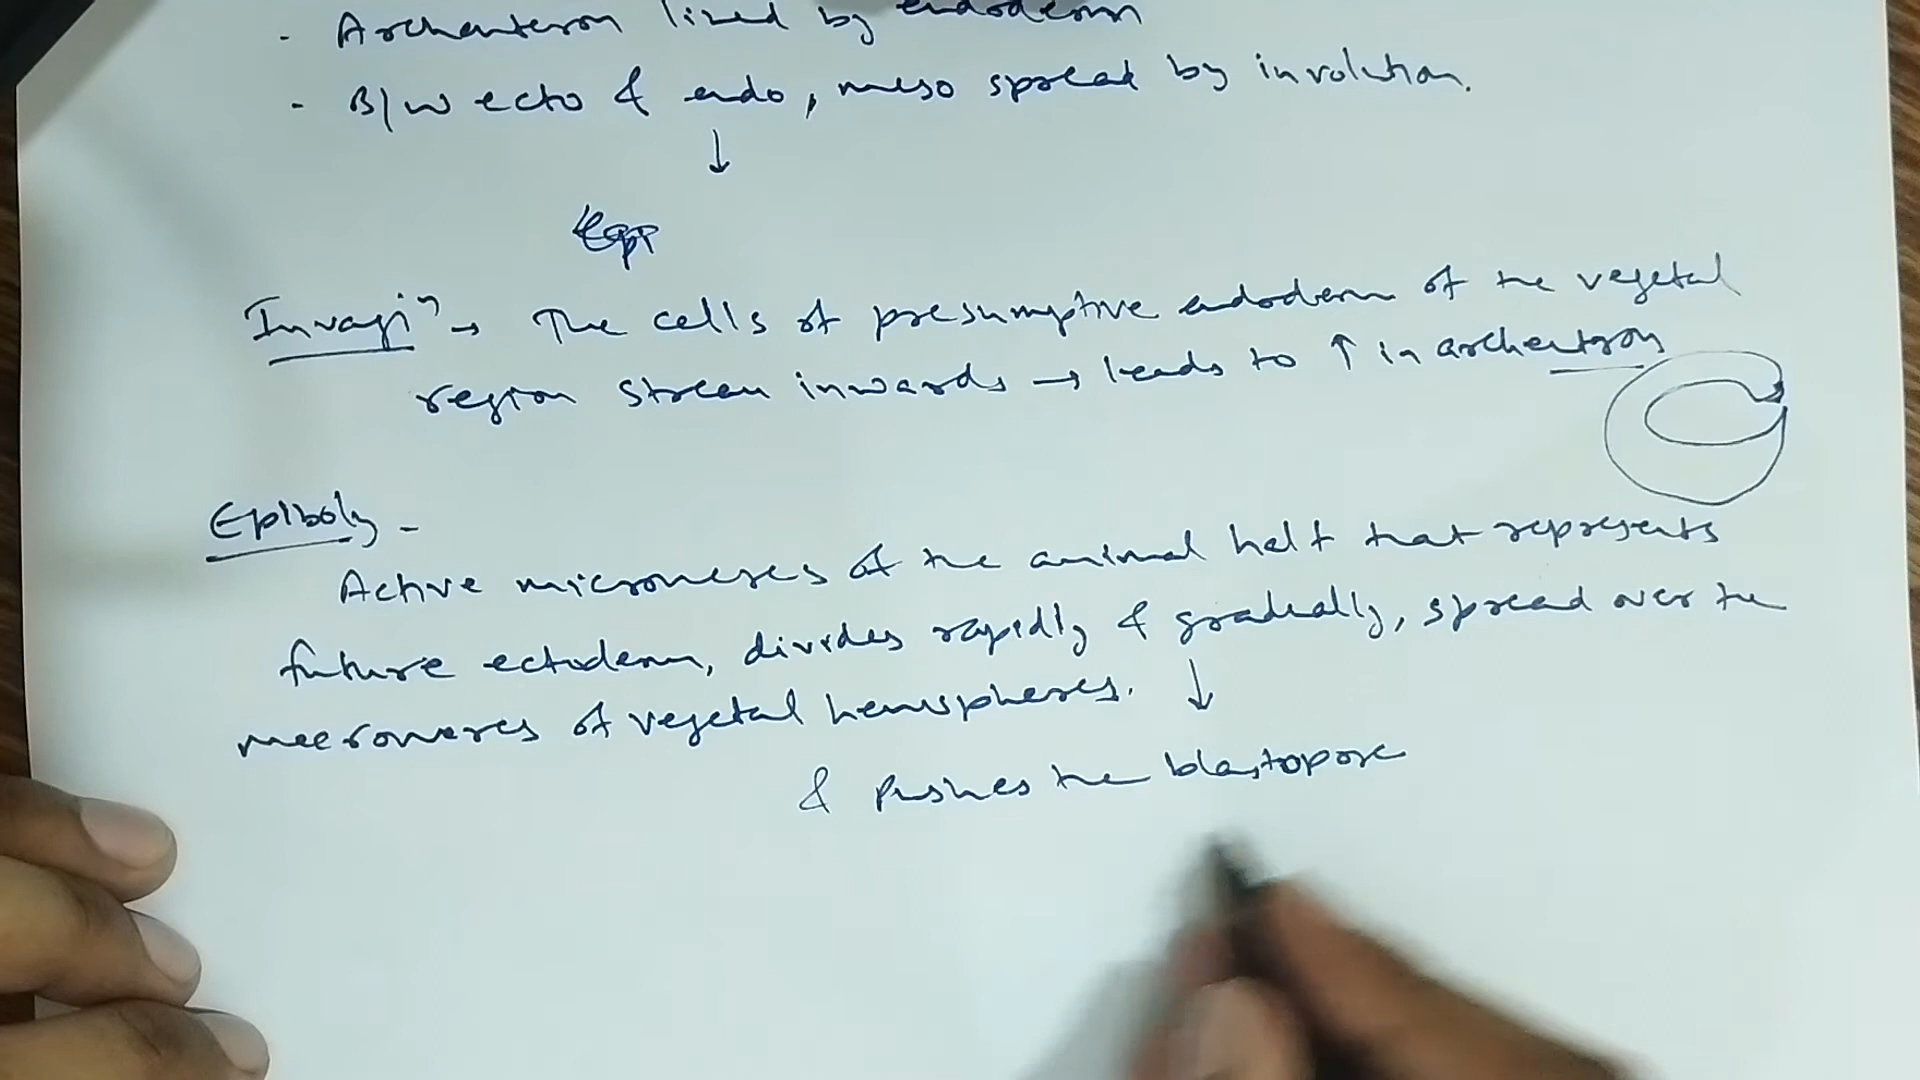 - Archenteron lined by endoderm
- B/w ecto & endo, meso spread by involution.
↓
Invagiⁿ → The cells of presumptive endoderm of the vegetal
region stream inwards → leads to ↑ in archentron
Epiboly -
Active micromeres of the animal half that represents
future ectoderm, divides rapidly & gradually, spread over the
macromeres of vegetal hemispheres. ↓
& pushes the blastopore